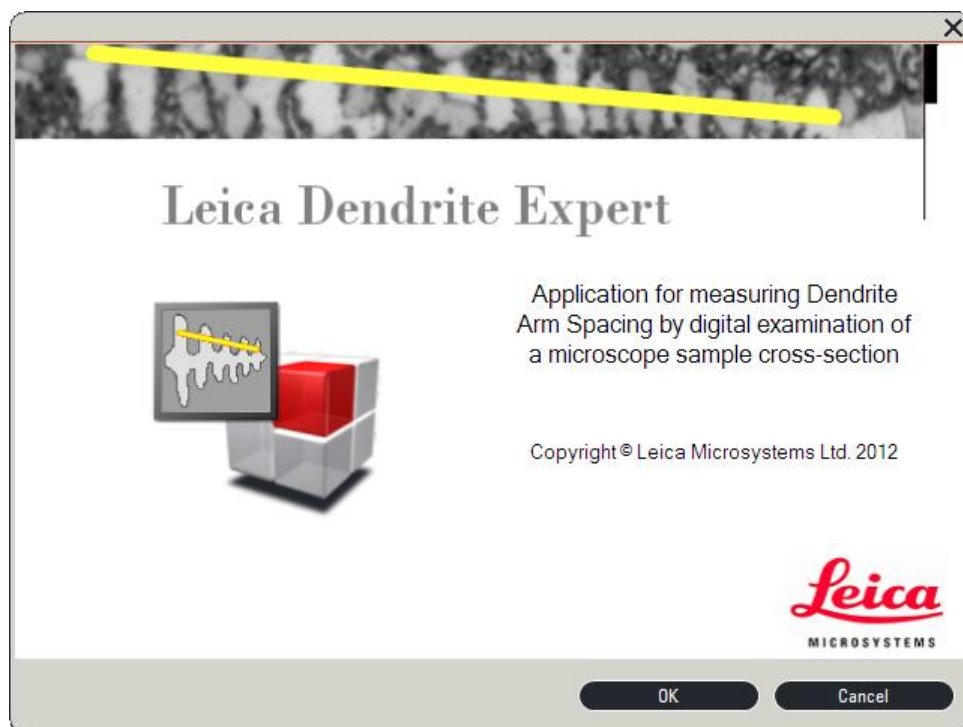 Leica Dendrite Expert
Application for measuring Dendrite
Arm Spacing by digital examination of
a microscope sample cross-section
Copyright © Leica Microsystems Ltd. 2012
Leica
MICROSYSTEMS
OK
Cancel